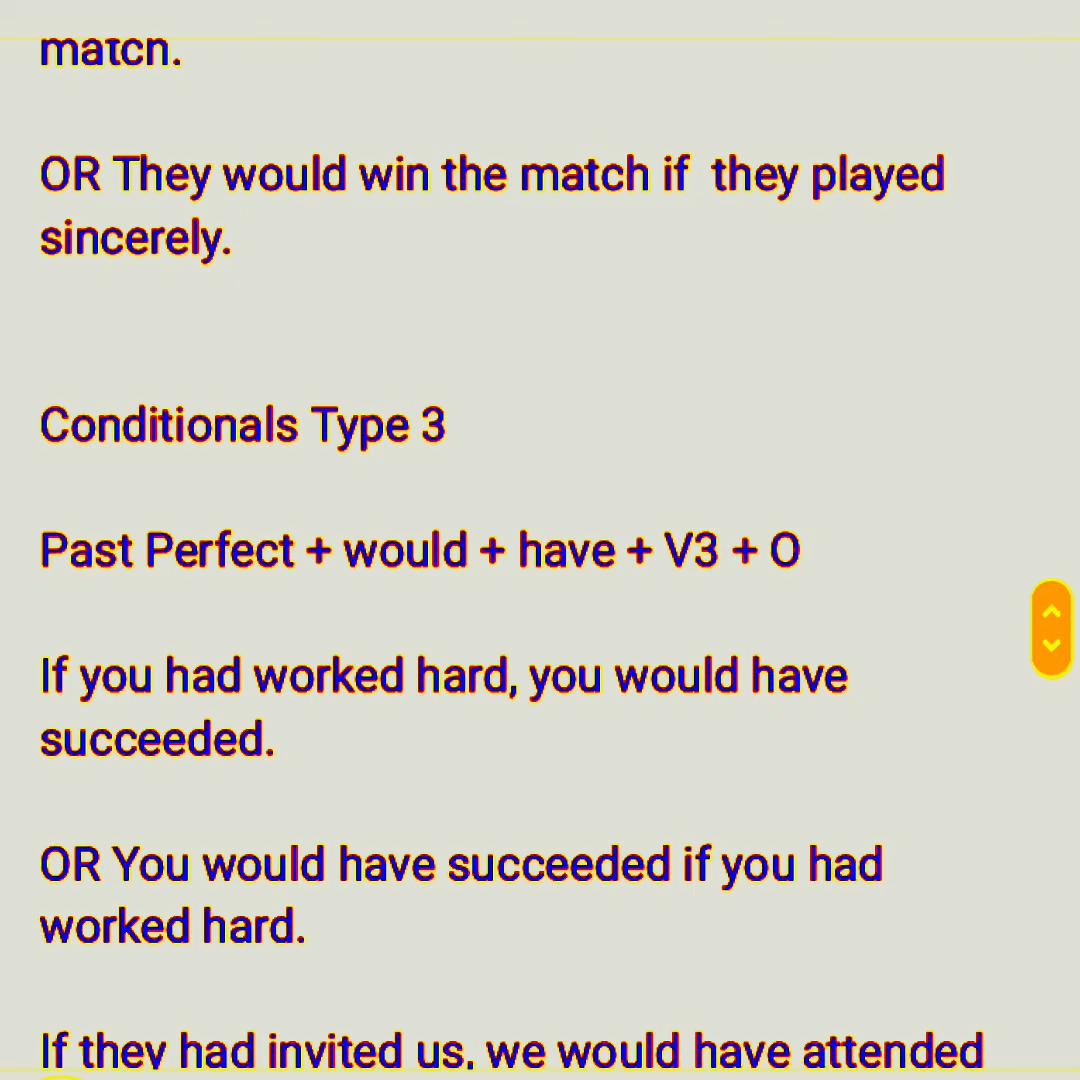 match.
OR They would win the match if they played
sincerely.
Conditionals Type 3
Past Perfect + would + have + V3 + O
If you had worked hard, you would have
succeeded.
OR You would have succeeded if you had
worked hard.
If they had invited us, we would have attended